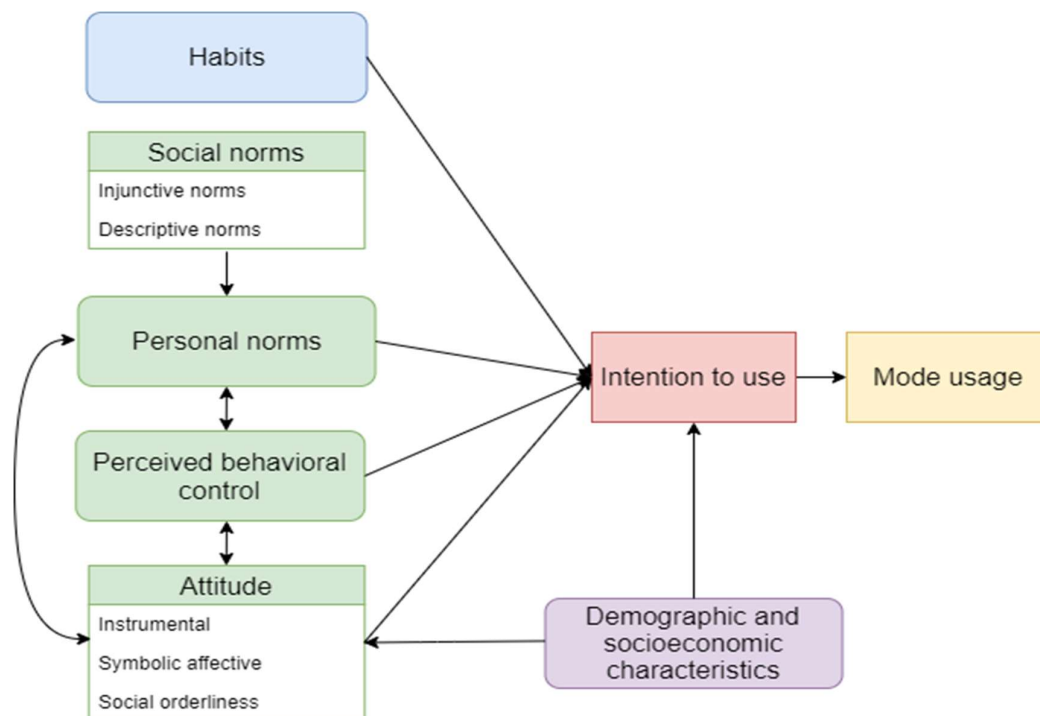 Habits
Social norms
Injunctive norms
Descriptive norms
Personal norms
Perceived behavioral
control
Attitude
Instrumental
Symbolic affective
Social orderliness
Intention to use
Mode usage
Demographic and
socioeconomic
characteristics